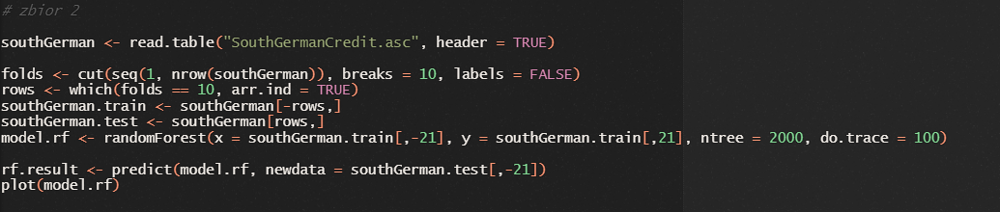 # zbior 2
southGerman <- read.table("SouthGermanCredit.asc", header = TRUE)
folds <- cut(seq(1, nrow(southGerman)), breaks = 10, labels = FALSE)
rows <- which(folds == 10, arr.ind = TRUE)
southGerman.train <- southGerman[-rows,]
southGerman.test <- southGerman[rows,]
model.rf <- randomForest(x = southGerman.train[,-21], y = southGerman.train[,21], ntree = 2000, do.trace = 100)
rf.result <- predict(model.rf, newdata = southGerman.test[,-21])
plot(model.rf)